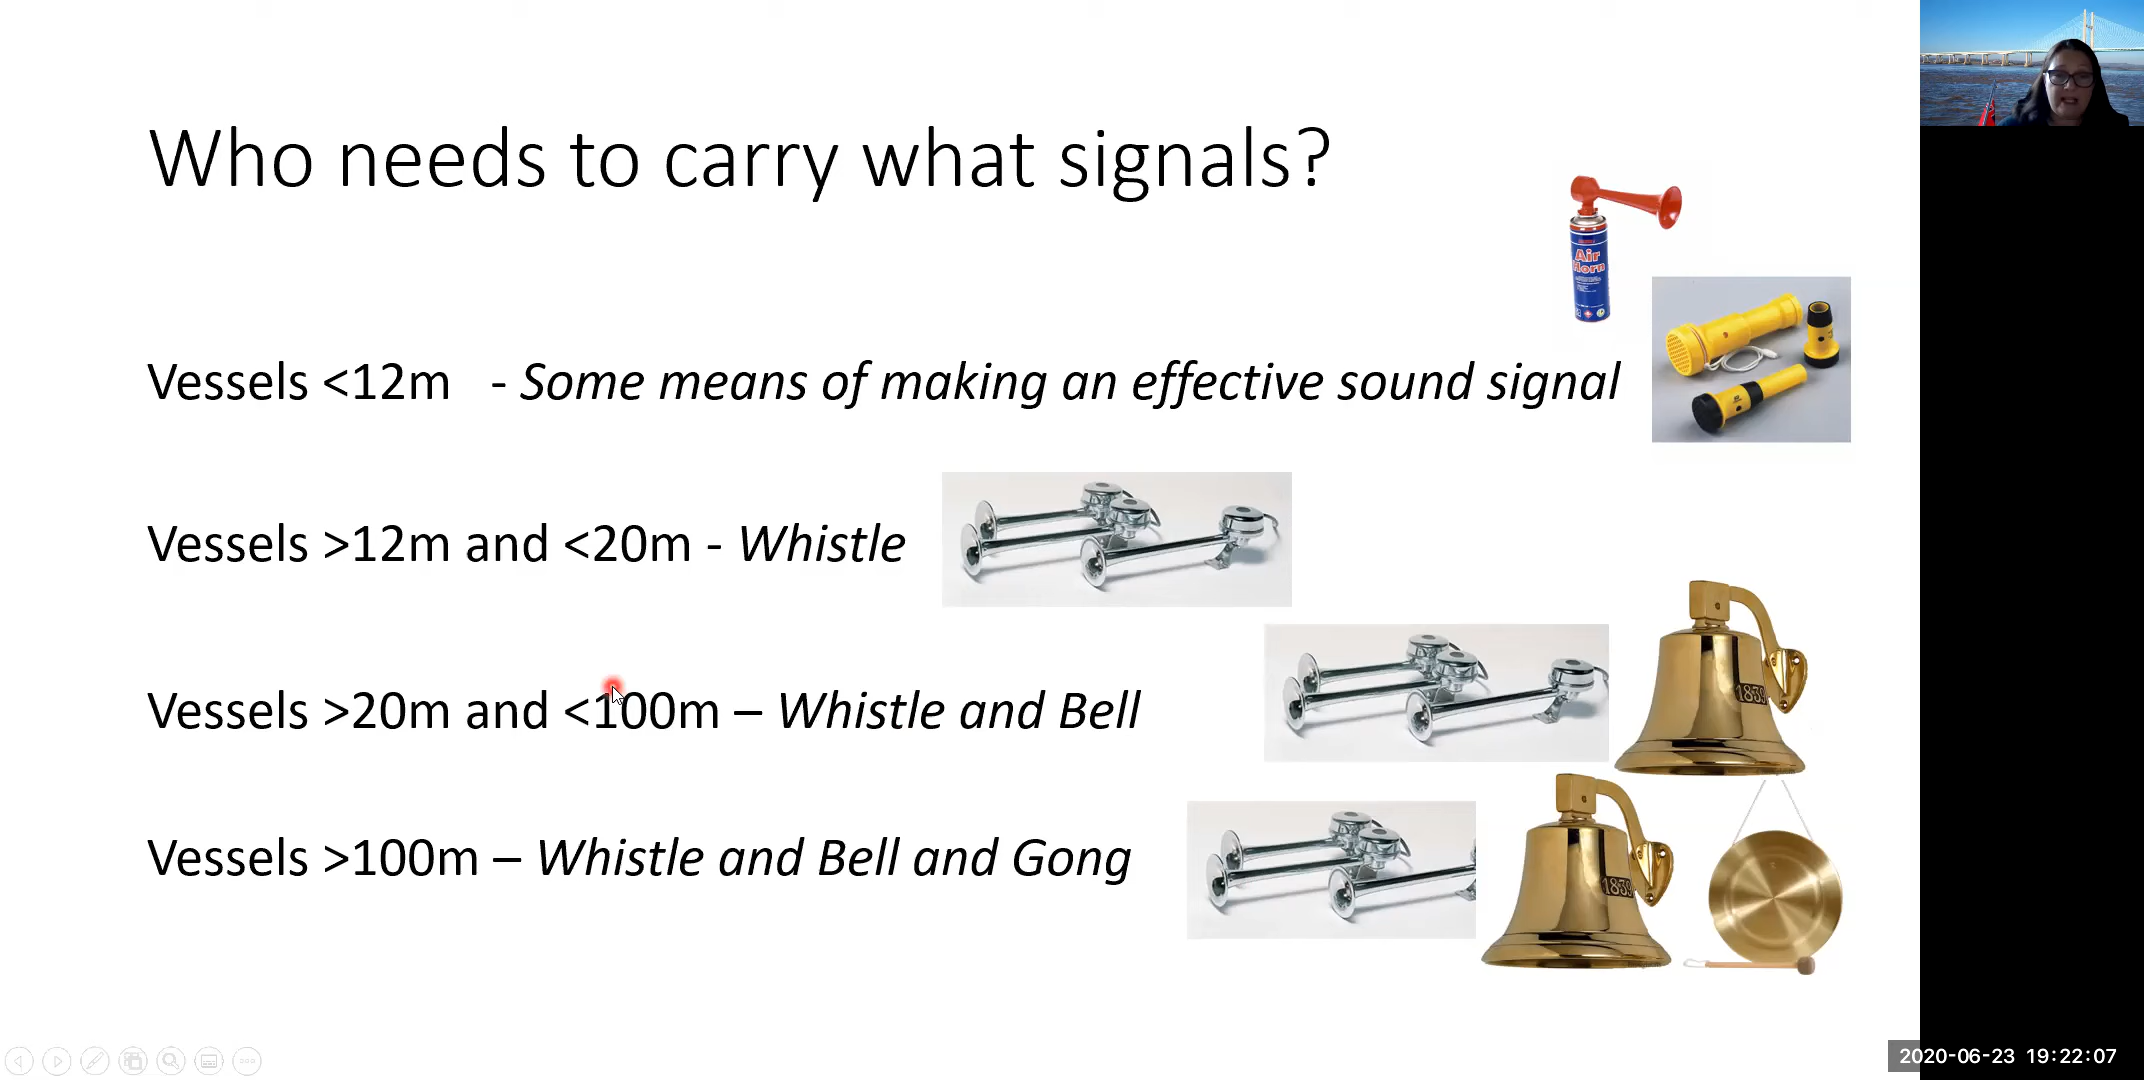 Who needs to carry what signals?
Air
Horn
Vessels <12m - Some means of making an effective sound signal
Vessels >12m and <20m - Whistle
1839
Vessels >20m and <100m – Whistle and Bell
Vessels >100m – Whistle and Bell and Gong
1839
2020-06-23 19:22:07